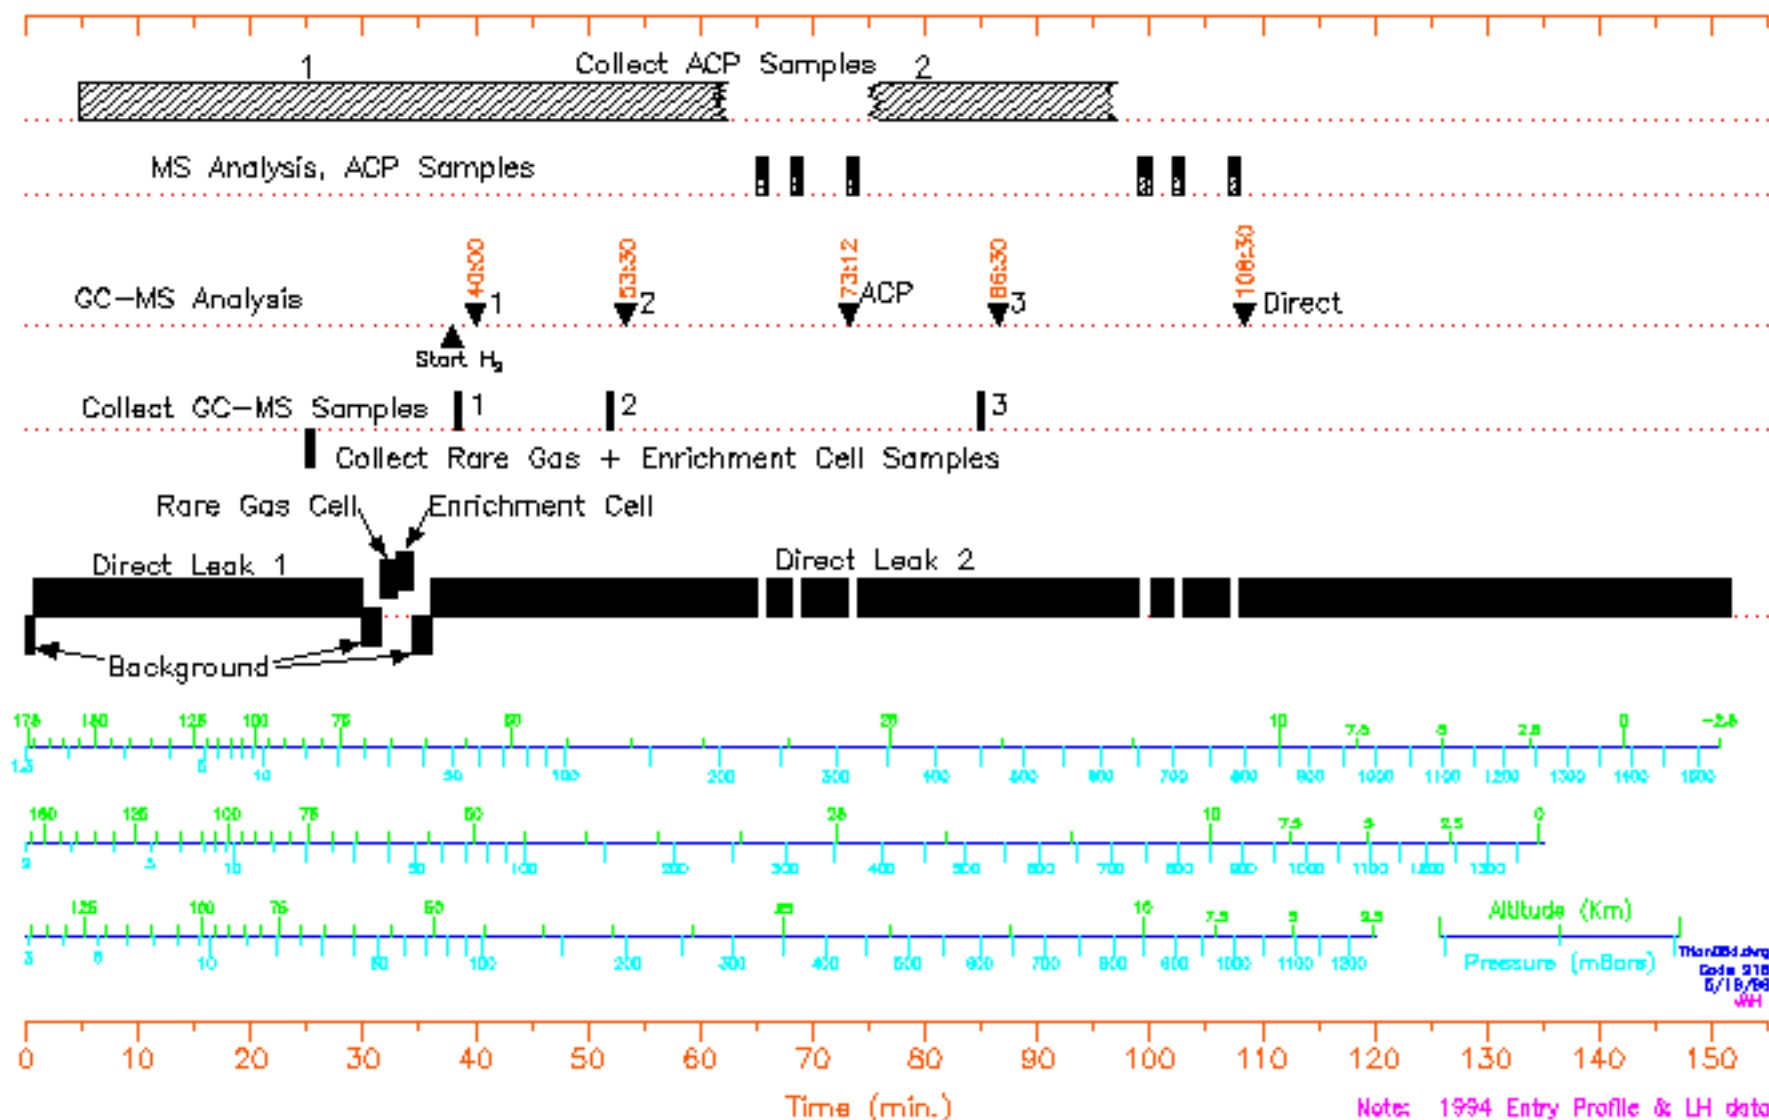 1 Collect ACP Samples 2
MS Analysis, ACP Samples
40:00 53:30 73:12 86:30 108:30
GC-MS Analysis 1 2 ACP 3 Direct
Start H₂
Collect GC-MS Samples 1 2 3
Collect Rare Gas + Enrichment Cell Samples
Rare Gas Cell Enrichment Cell
Direct Leak 1 Direct Leak 2
Background
175 150 125 100 75 50 25 10 7.5 5 2.5 0 -2.5
1.5 5 10 50 100 200 300 400 500 600 700 800 900 1000 1100 1200 1300 1400 1500
150 125 100 75 50 25 10 7.5 5 2.5 0
2 5 10 50 100 200 300 400 500 600 700 800 900 1000 1100 1200 1300
125 100 75 50 25 10 7.5 5 2.5 Altitude (Km)
3 5 10 50 100 200 300 400 500 600 700 800 900 1000 1100 1200 Pressure (mBars)
5/19/98
JAH
0 10 20 30 40 50 60 70 80 90 100 110 120 130 140 150
Time (min.)
Note: 1994 Entry Profile & LH data